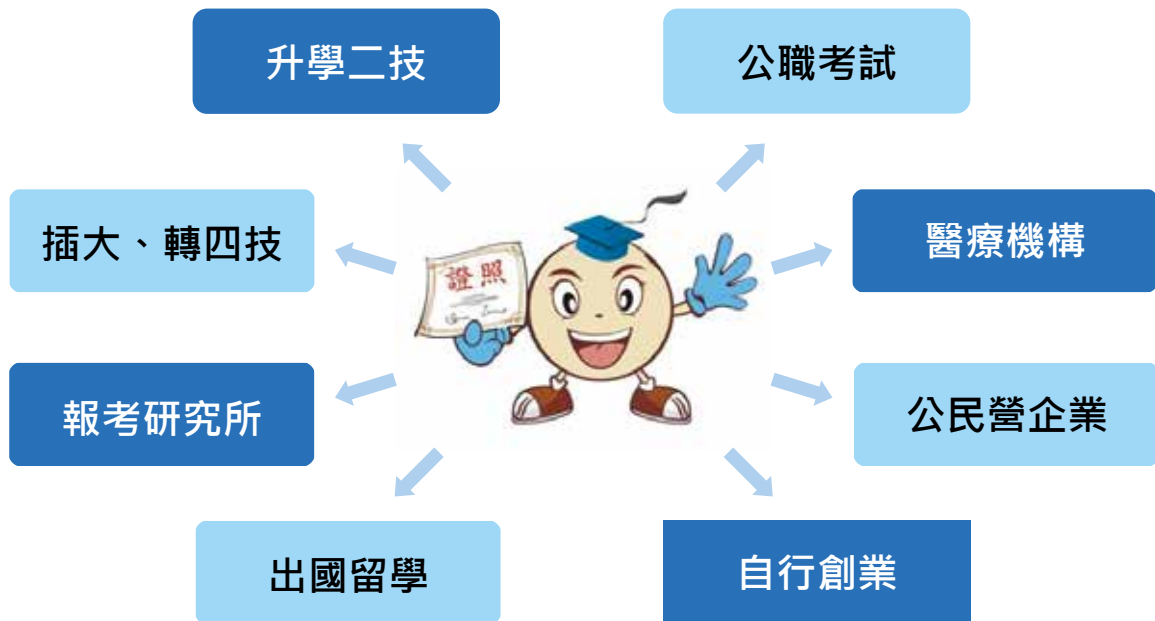 升學二技
公職考試
插大、轉四技
證照
醫療機構
報考研究所
公民營企業
出國留學
自行創業